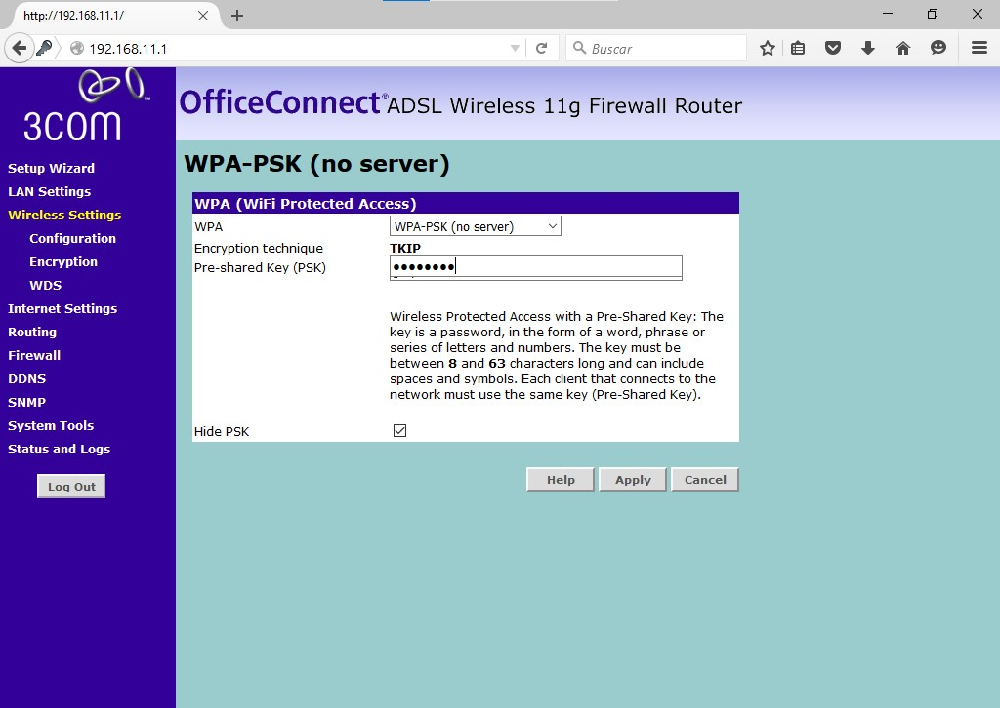 http://192.168.11.1/
192.168.11.1
Buscar
3COM™
OfficeConnect® ADSL Wireless 11g Firewall Router
Setup Wizard
LAN Settings
Wireless Settings
Configuration
Encryption
WDS
Internet Settings
Routing
Firewall
DDNS
SNMP
System Tools
Status and Logs
Log Out
WPA-PSK (no server)
WPA (WiFi Protected Access)
WPA
WPA-PSK (no server)
Encryption technique
TKIP
Pre-shared Key (PSK)
••••••••
Wireless Protected Access with a Pre-Shared Key: The
key is a password, in the form of a word, phrase or
series of letters and numbers. The key must be
between 8 and 63 characters long and can include
spaces and symbols. Each client that connects to the
network must use the same key (Pre-Shared Key).
Hide PSK
Help
Apply
Cancel